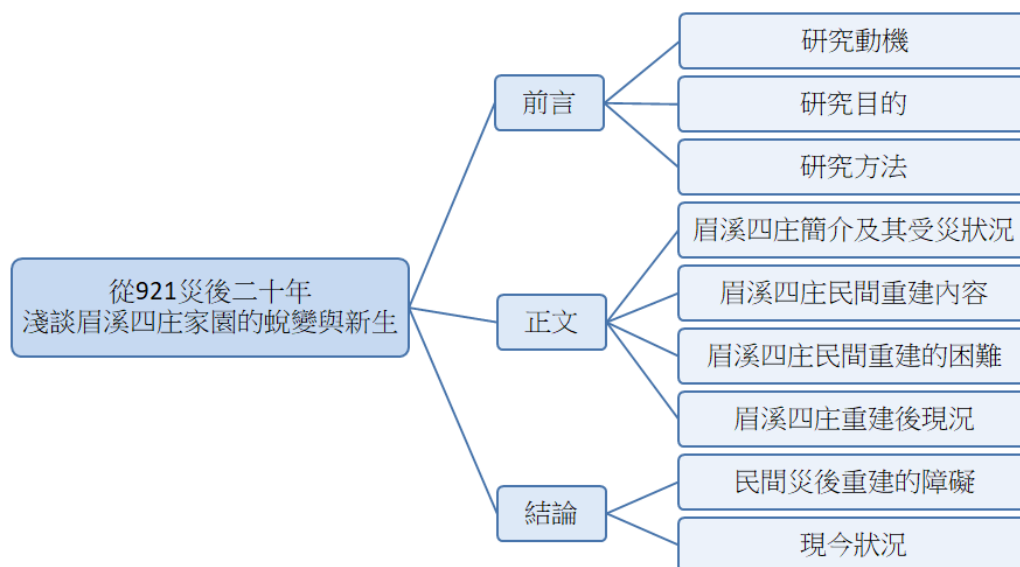 從921災後二十年
淺談眉溪四庄家園的蛻變與新生
前言
研究動機
研究目的
研究方法
正文
眉溪四庄簡介及其受災狀況
眉溪四庄民間重建內容
眉溪四庄民間重建的困難
眉溪四庄重建後現況
結論
民間災後重建的障礙
現今狀況